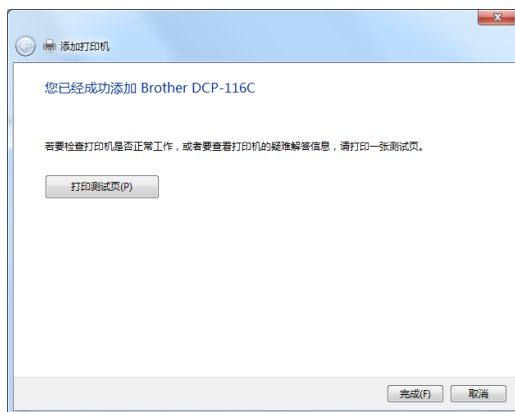 添加打印机
您已经成功添加 Brother DCP-116C
若要检查打印机是否正常工作，或者要查看打印机的疑难解答信息，请打印一张测试页。
打印测试页(P)
完成(F) 取消